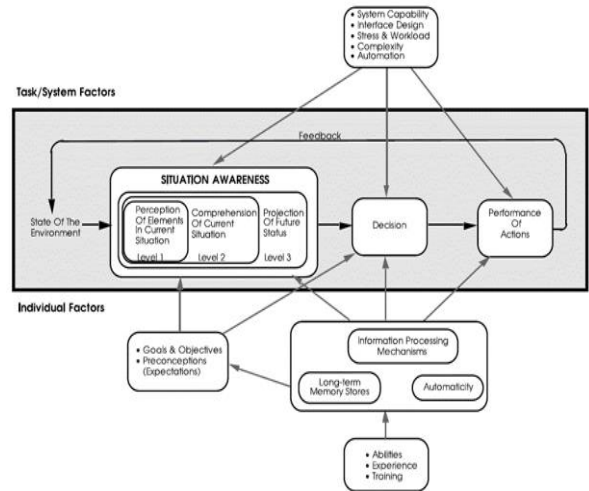 • System Capability
• Interface Design
• Stress & Workload
• Complexity
• Automation
Task/System Factors
Feedback
SITUATION AWARENESS
State Of The
Environment
Perception
Of Elements
In Current
Situation
Level 1
Comprehension
Of Current
Situation
Level 2
Projection
Of Future
Status
Level 3
Decision
Performance
Of
Actions
Individual Factors
• Goals & Objectives
• Preconceptions
(Expectations)
Information Processing
Mechanisms
Long-term
Memory Stores
Automaticity
• Abilities
• Experience
• Training